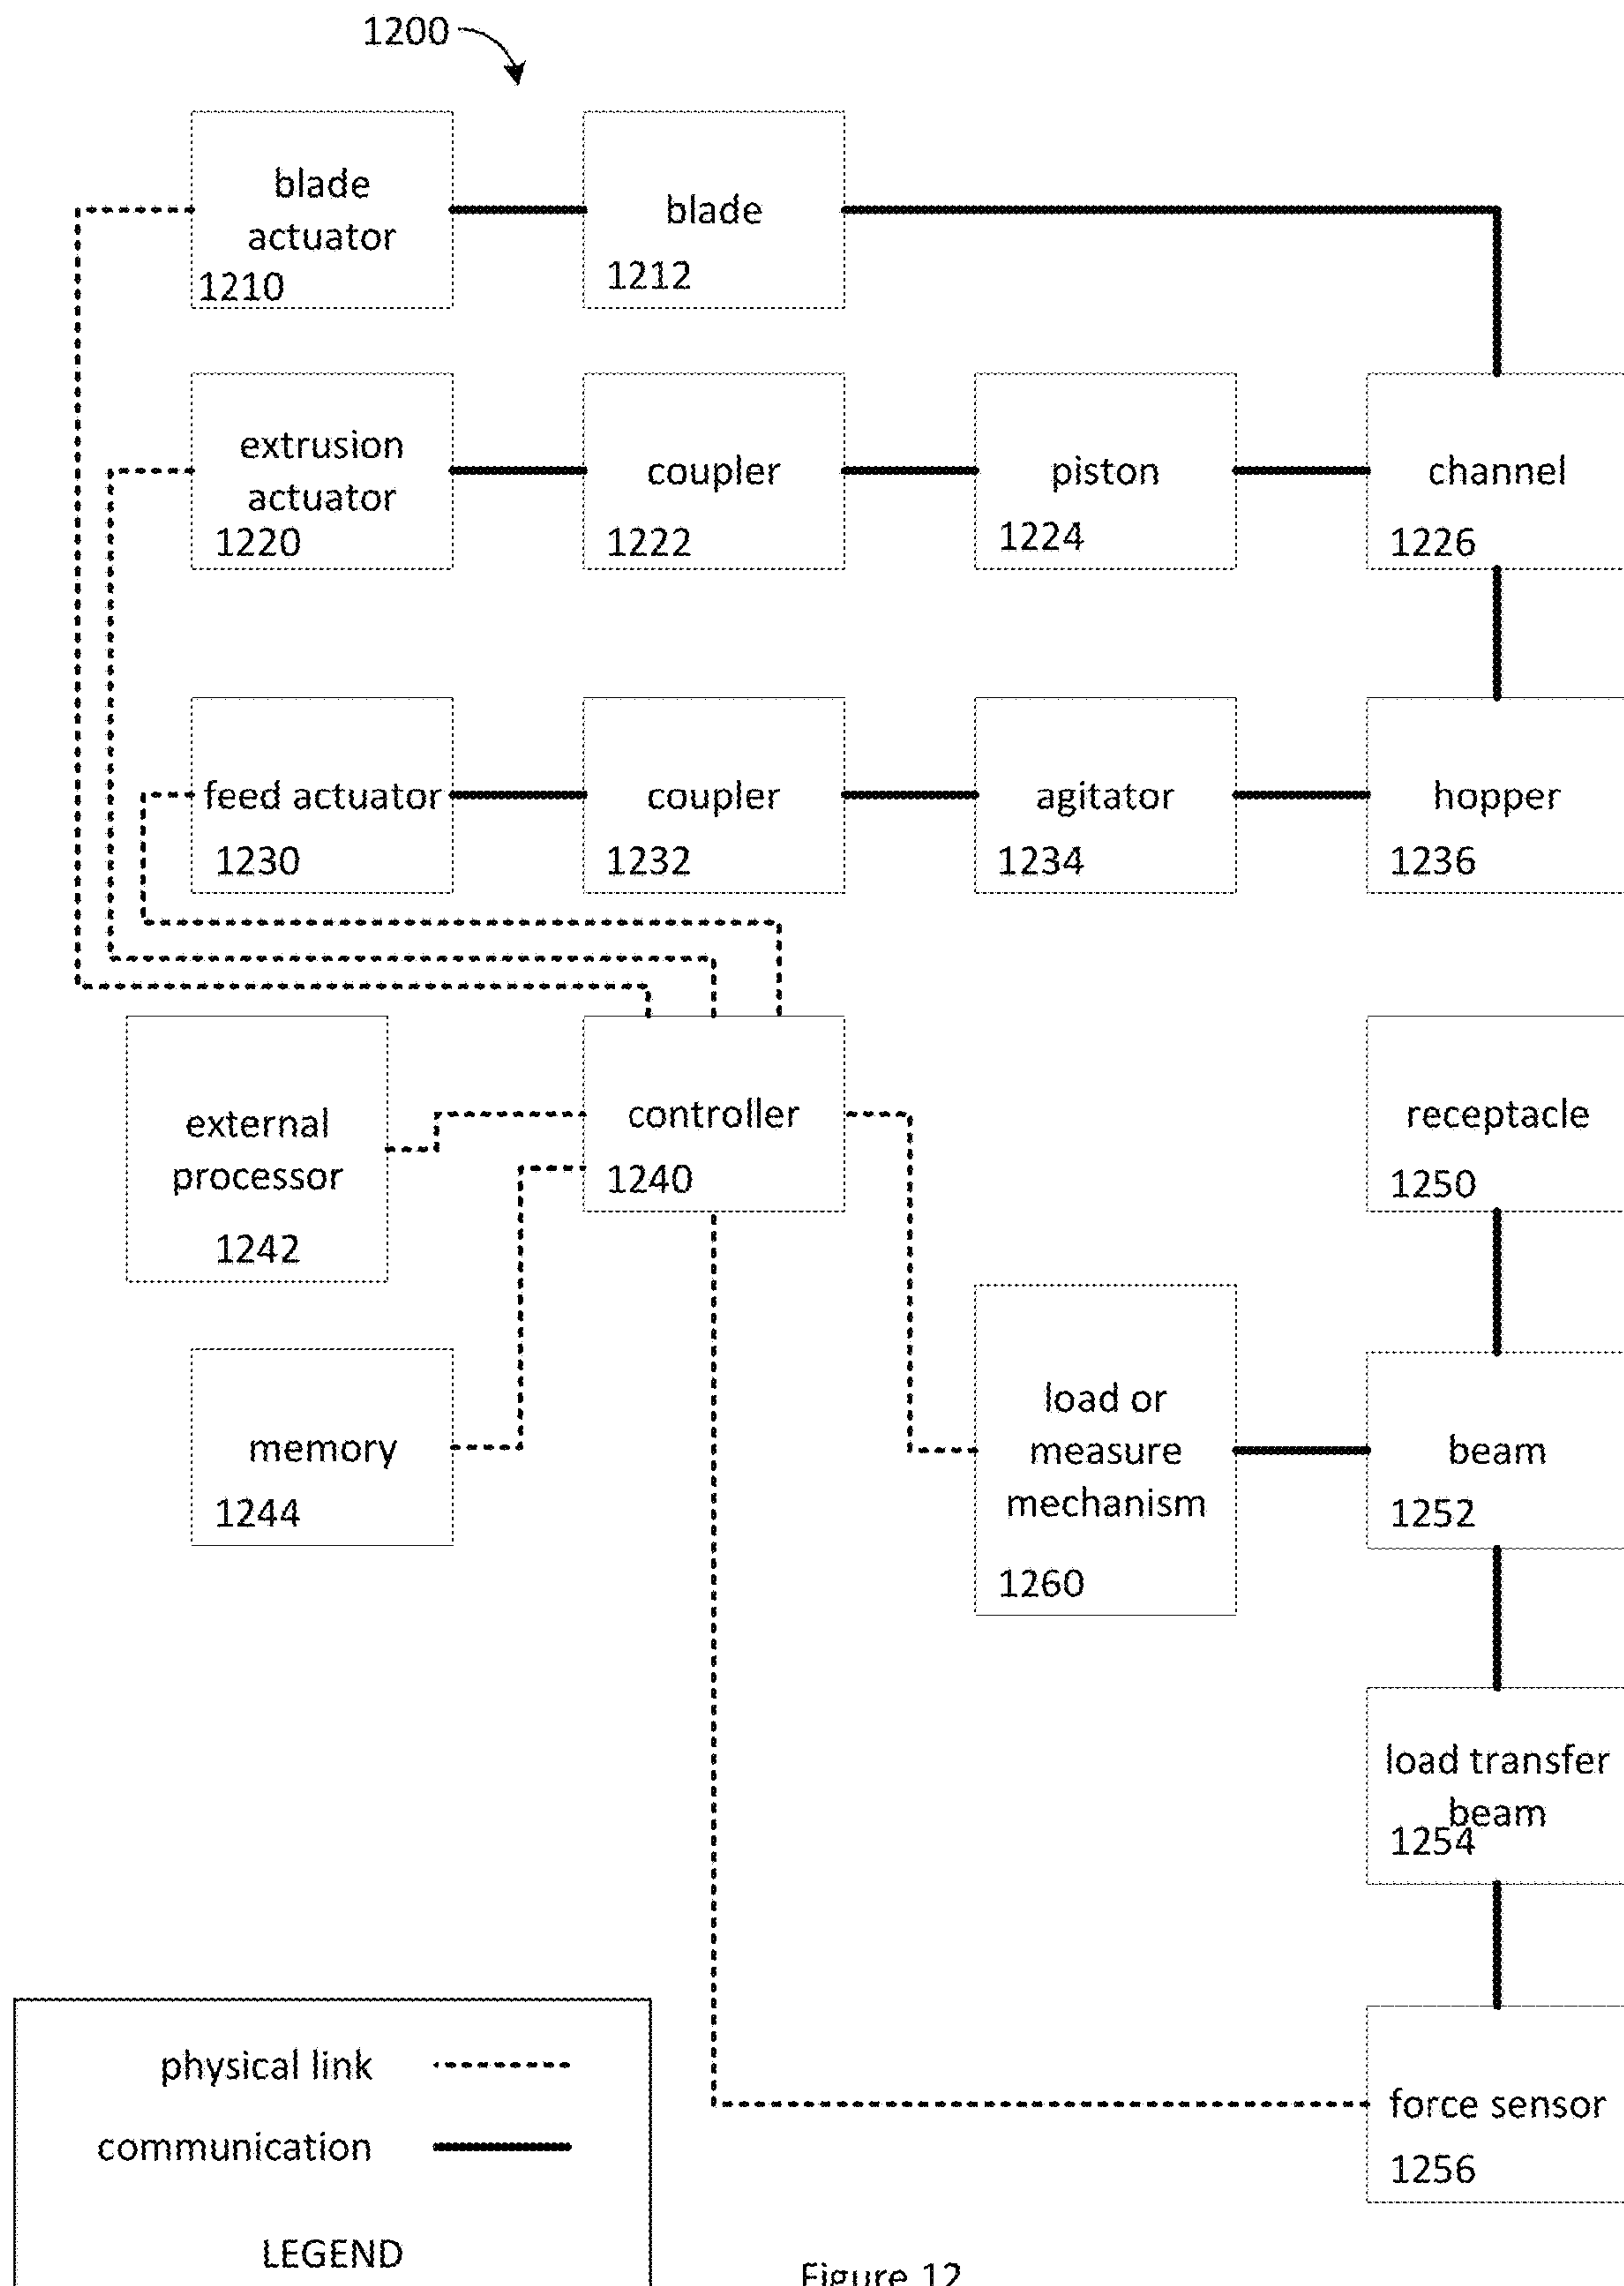 1200
blade
actuator
1210
blade
1212
extrusion
actuator
1220
coupler
1222
piston
1224
channel
1226
feed actuator
1230
coupler
1232
agitator
1234
hopper
1236
external
processor
1242
controller
1240
receptacle
1250
memory
1244
load or
measure
mechanism
1260
beam
1252
load transfer
beam
1254
force sensor
1256
physical link
communication
LEGEND
Figure 12